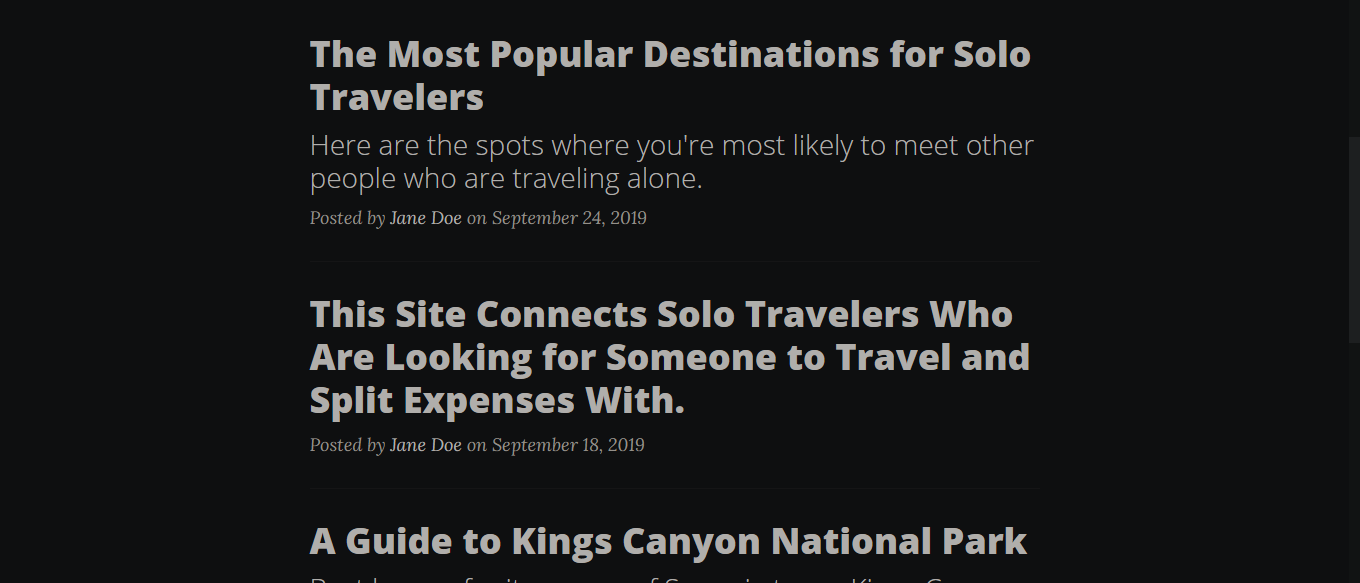 The Most Popular Destinations for Solo
Travelers
Here are the spots where you're most likely to meet other
people who are traveling alone.
Posted by Jane Doe on September 24, 2019
This Site Connects Solo Travelers Who
Are Looking for Someone to Travel and
Split Expenses With.
Posted by Jane Doe on September 18, 2019
A Guide to Kings Canyon National Park